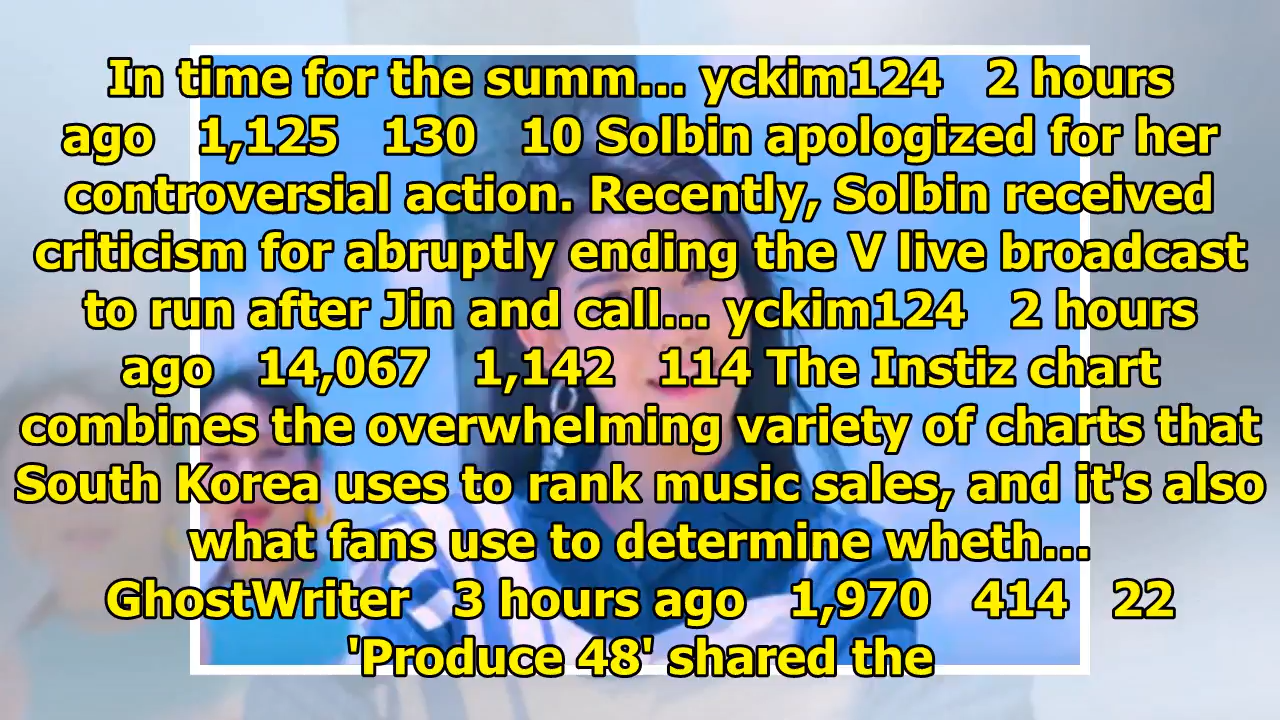 In time for the summ... yckim124 2 hours
ago 1,125 130 10 Solbin apologized for her
controversial action. Recently, Solbin received
criticism for abruptly ending the V live broadcast
to run after Jin and call... yckim124 2 hours
ago 14,067 1,142 114 The Instiz chart
combines the overwhelming variety of charts that
South Korea uses to rank music sales, and it's also
what fans use to determine wheth...
GhostWriter 3 hours ago 1,970 414 22
'Produce 48' shared the